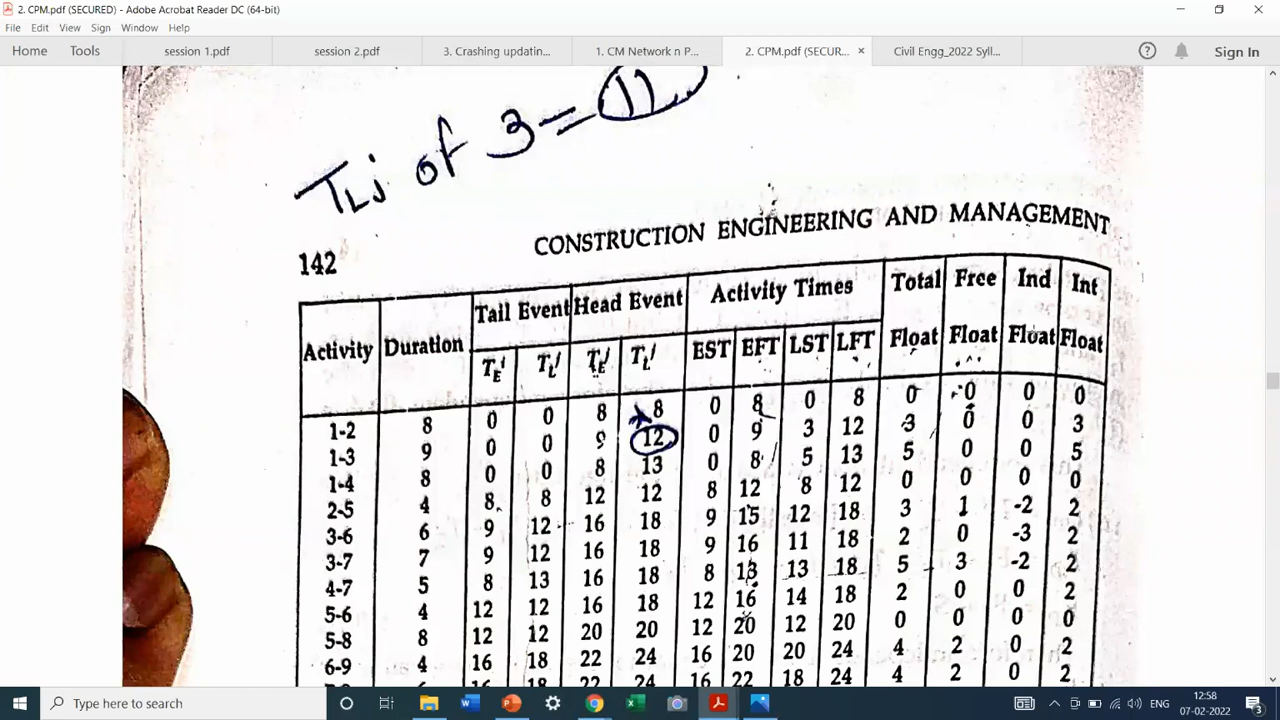 2. CPM.pdf (SECURED) - Adobe Acrobat Reader DC (64-bit)
File Edit View Sign Window Help
Home Tools session 1.pdf session 2.pdf 3. Crashing updatin... 1. CM Network n P... 2. CPM.pdf (SECUR... × Civil Engg_2022 Syll... Sign In
TLj of 3 = 11
142 CONSTRUCTION ENGINEERING AND MANAGEMENT
Activity Duration Tail Event Head Event Activity Times Total Float Free Float Ind Float Int Float
TE' TL' TE' TL' EST EFT LST LFT
1-2 8 0 0 8 8 0 8 0 8 0 0 0 0
1-3 9 0 0 9 12 0 9 3 12 3 0 0 3
1-4 8 0 0 8 13 0 8 5 13 5 0 0 5
2-5 4 8 8 12 12 8 12 8 12 0 0 0 0
3-6 6 9 12 16 18 9 15 12 18 3 1 -2 2
3-7 7 9 12 16 18 9 16 11 18 2 0 -3 2
4-7 5 8 13 16 18 8 13 13 18 5 3 -2 2
5-6 4 12 12 16 18 12 16 14 18 2 0 0 2
5-8 8 12 12 20 20 12 20 12 20 0 0 0 0
6-9 4 16 18 22 24 16 20 20 24 4 2 0 2
22 24 16 22 18 24 4 2 0 2
Type here to search
ENG 12:58
07-02-2022
3